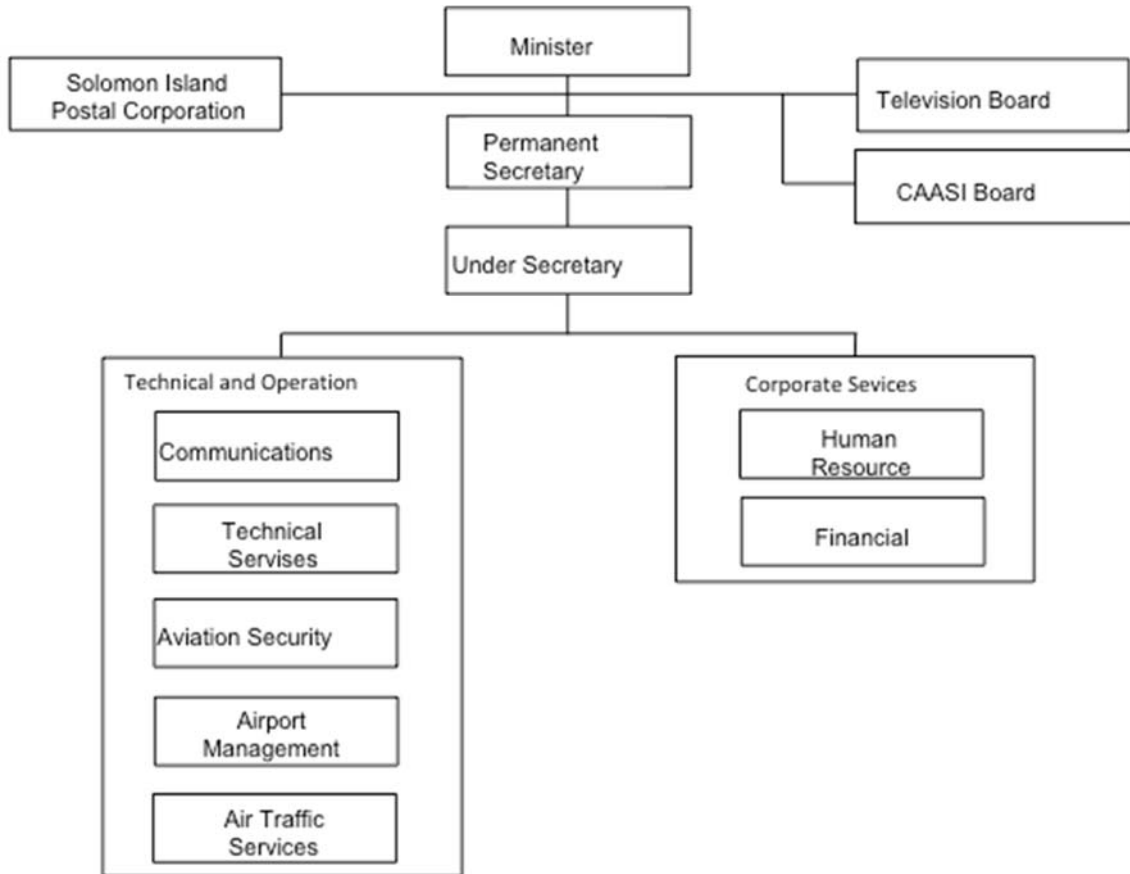 Minister
Solomon Island
Postal Corporation
Television Board
Permanent
Secretary
CAASI Board
Under Secretary
Technical and Operation
Communications
Technical
Servises
Aviation Security
Airport
Management
Air Traffic
Services
Corporate Sevices
Human
Resource
Financial